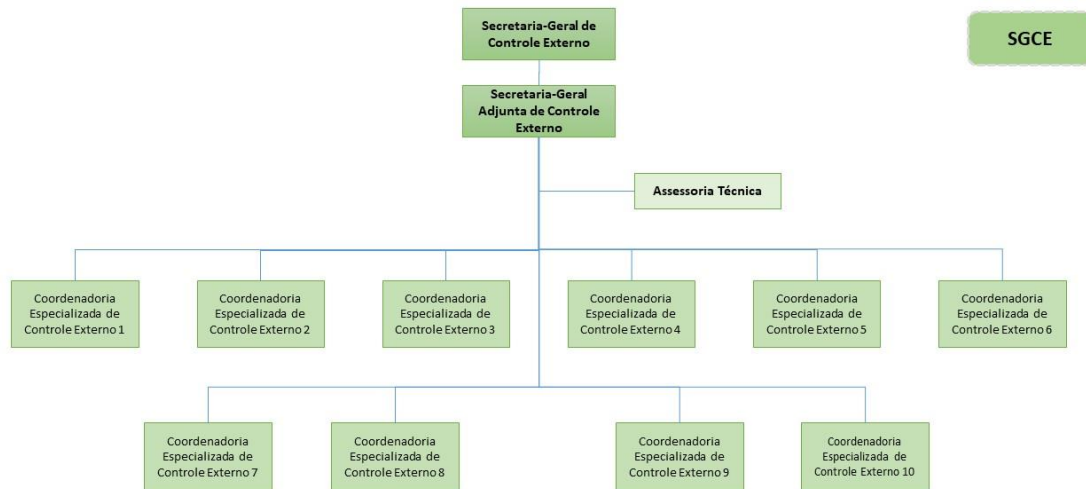 Secretaria-Geral de
Controle Externo
SGCE
Secretaria-Geral
Adjunta de Controle
Externo
Assessoria Técnica
Coordenadoria
Especializada de
Controle Externo 1
Coordenadoria
Especializada de
Controle Externo 2
Coordenadoria
Especializada de
Controle Externo 3
Coordenadoria
Especializada de
Controle Externo 4
Coordenadoria
Especializada de
Controle Externo 5
Coordenadoria
Especializada de
Controle Externo 6
Coordenadoria
Especializada de
Controle Externo 7
Coordenadoria
Especializada de
Controle Externo 8
Coordenadoria
Especializada de
Controle Externo 9
Coordenadoria
Especializada de
Controle Externo 10